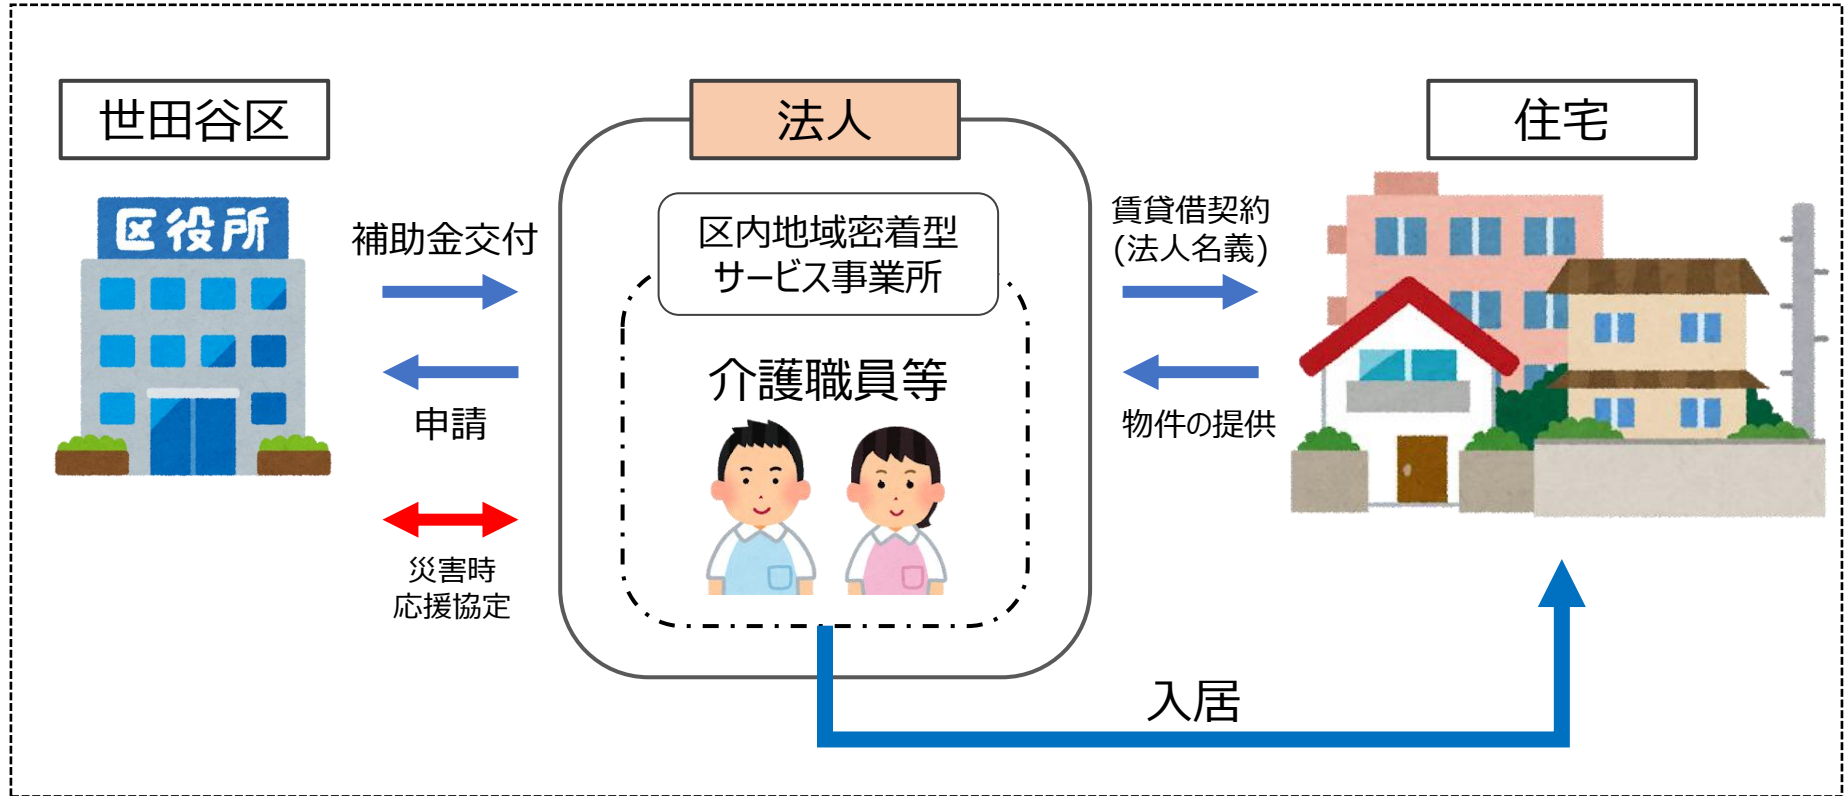 世田谷区
法人
住宅
区役所
補助金交付
申請
災害時
応援協定
区内地域密着型
サービス事業所
介護職員等
賃貸借契約
(法人名義)
物件の提供
入居